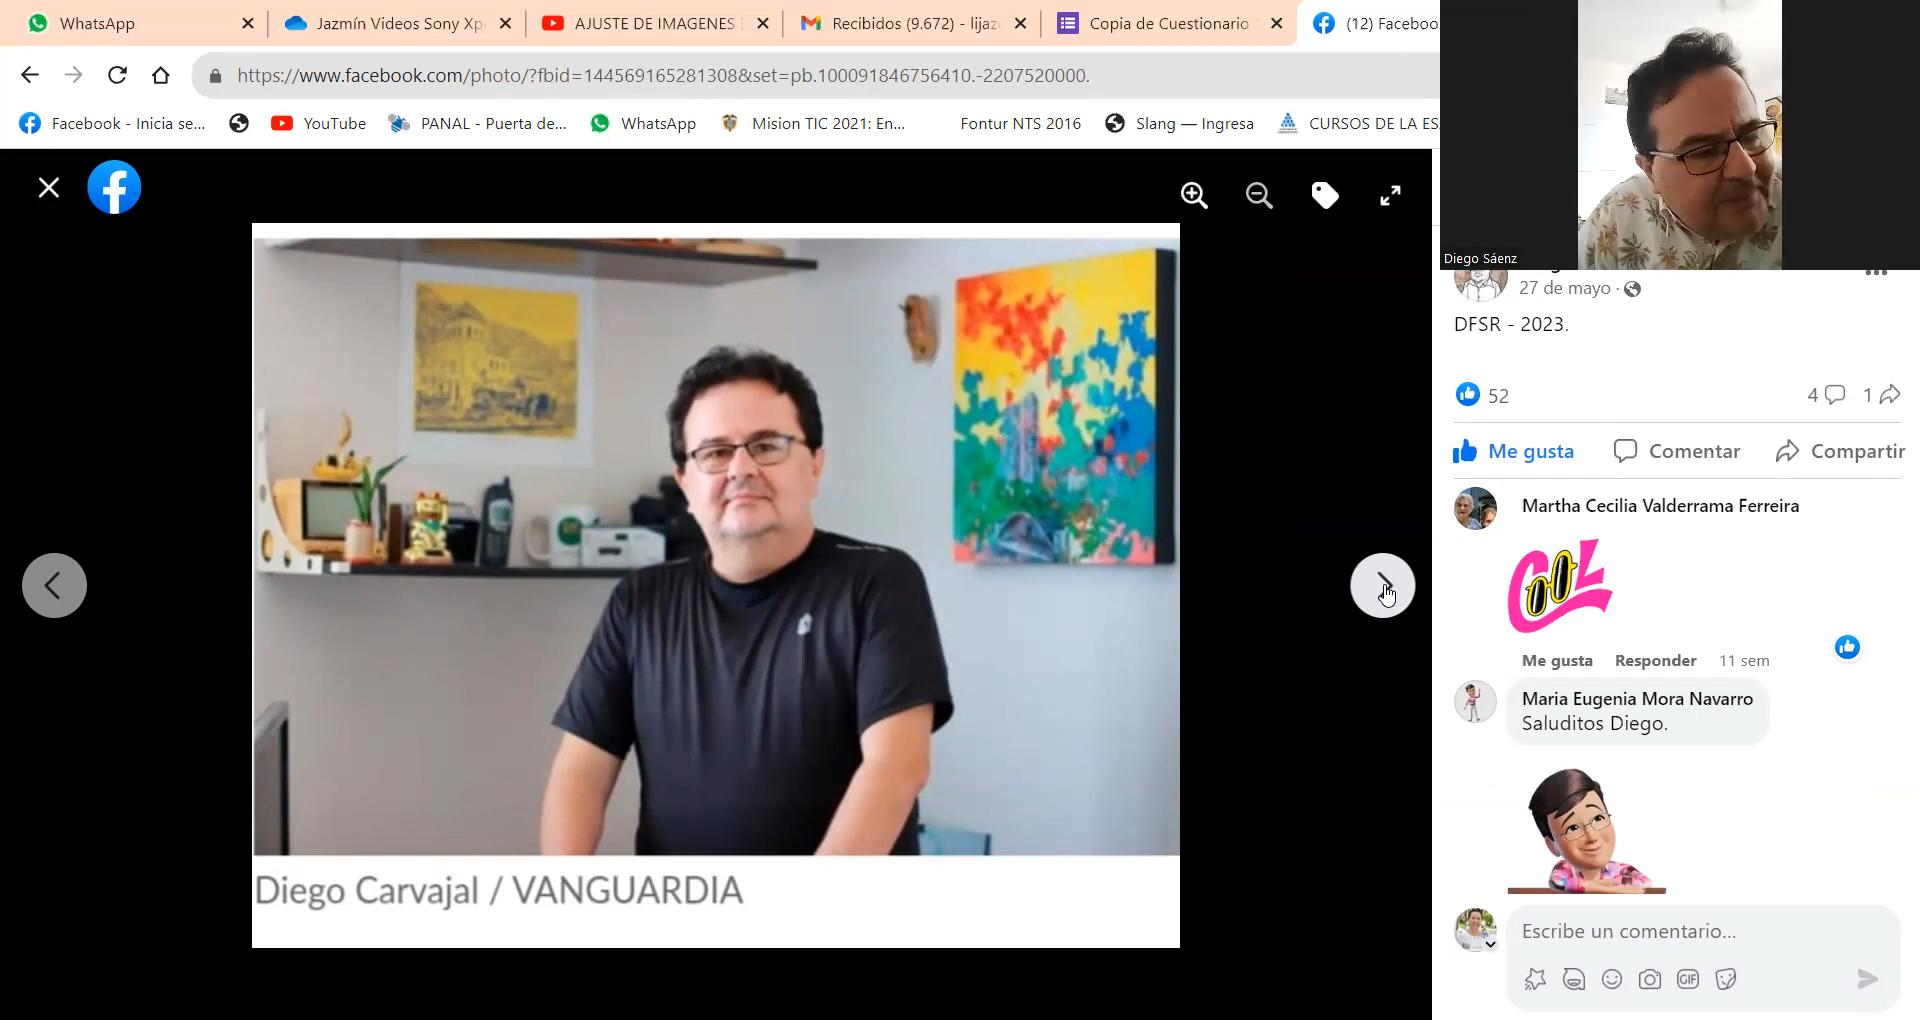 WhatsApp
Jazmín Videos Sony Xp
AJUSTE DE IMAGENES
Recibidos (9.672) - lijaz
Copia de Cuestionario
(12) Faceboo
https://www.facebook.com/photo/?fbid=144569165281308&set=pb.100091846756410.-2207520000.
Facebook - Inicia se...
YouTube
PANAL - Puerta de...
WhatsApp
Mision TIC 2021: En...
Fontur NTS 2016
Slang — Ingresa
CURSOS DE LA ES
Diego Sáenz
27 de mayo ·
DFSR - 2023.
52
4
1
Me gusta
Comentar
Compartir
Martha Cecilia Valderrama Ferreira
COOL
Me gusta Responder 11 sem
Maria Eugenia Mora Navarro
Saluditos Diego.
Escribe un comentario...
GIF
Diego Carvajal / VANGUARDIA